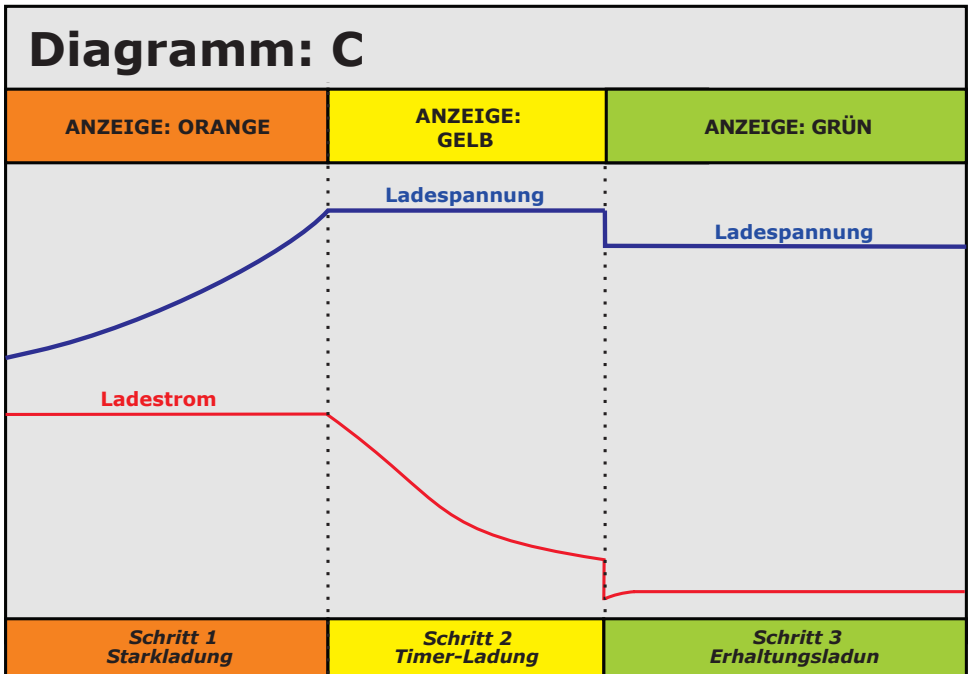 Diagramm: C
ANZEIGE: ORANGE
ANZEIGE:
GELB
ANZEIGE: GRÜN
Ladespannung
Ladespannung
Ladestrom
Schritt 1
Starkladung
Schritt 2
Timer-Ladung
Schritt 3
Erhaltungsladun